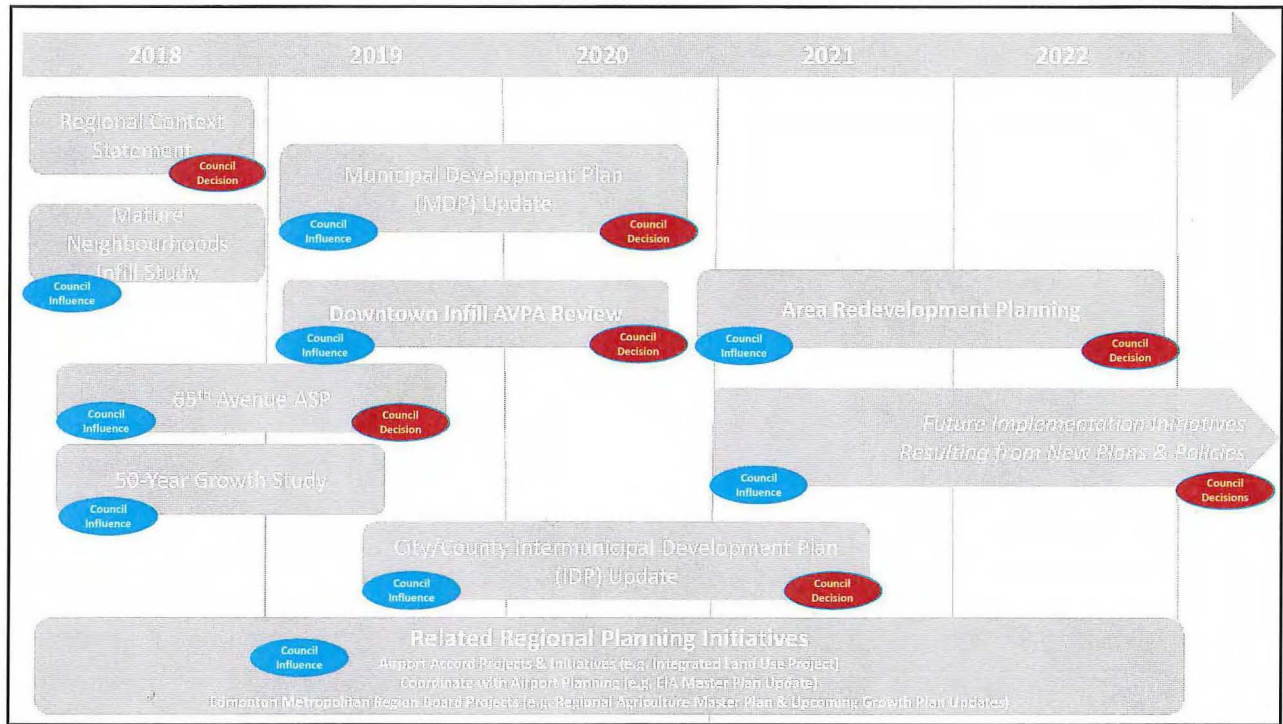 2018 2019 2020 2021 2022
Regional Context
Statement
Council
Decision
Municipal Development Plan
(MDP) Update
Council
Influence
Council
Decision
Mature
Neighbourhoods
Infill Study
Council
Influence
Downtown Infill AVPA Review
Council
Influence
Council
Decision
Area Redevelopment Planning
Council
Influence
Council
Decision
65th Avenue ASP
Council
Influence
Council
Decision
Future Implementation Initiatives
Resulting from New Plans & Policies
Council
Influence
Council
Decisions
50-Year Growth Study
Council
Influence
City/County Intermunicipal Development Plan
(IDP) Update
Council
Influence
Council
Decision
Related Regional Planning Initiatives
Council
Influence
Airport Accord Projects & Initiatives (e.g. Integrated Land Use Project)
Coordinate with Airport Planning (e.g. EIA Master Plan Update)
Edmonton Metropolitan Region Board Projects (e.g. Regional Agriculture Master Plan & Upcoming Growth Plan Updates)